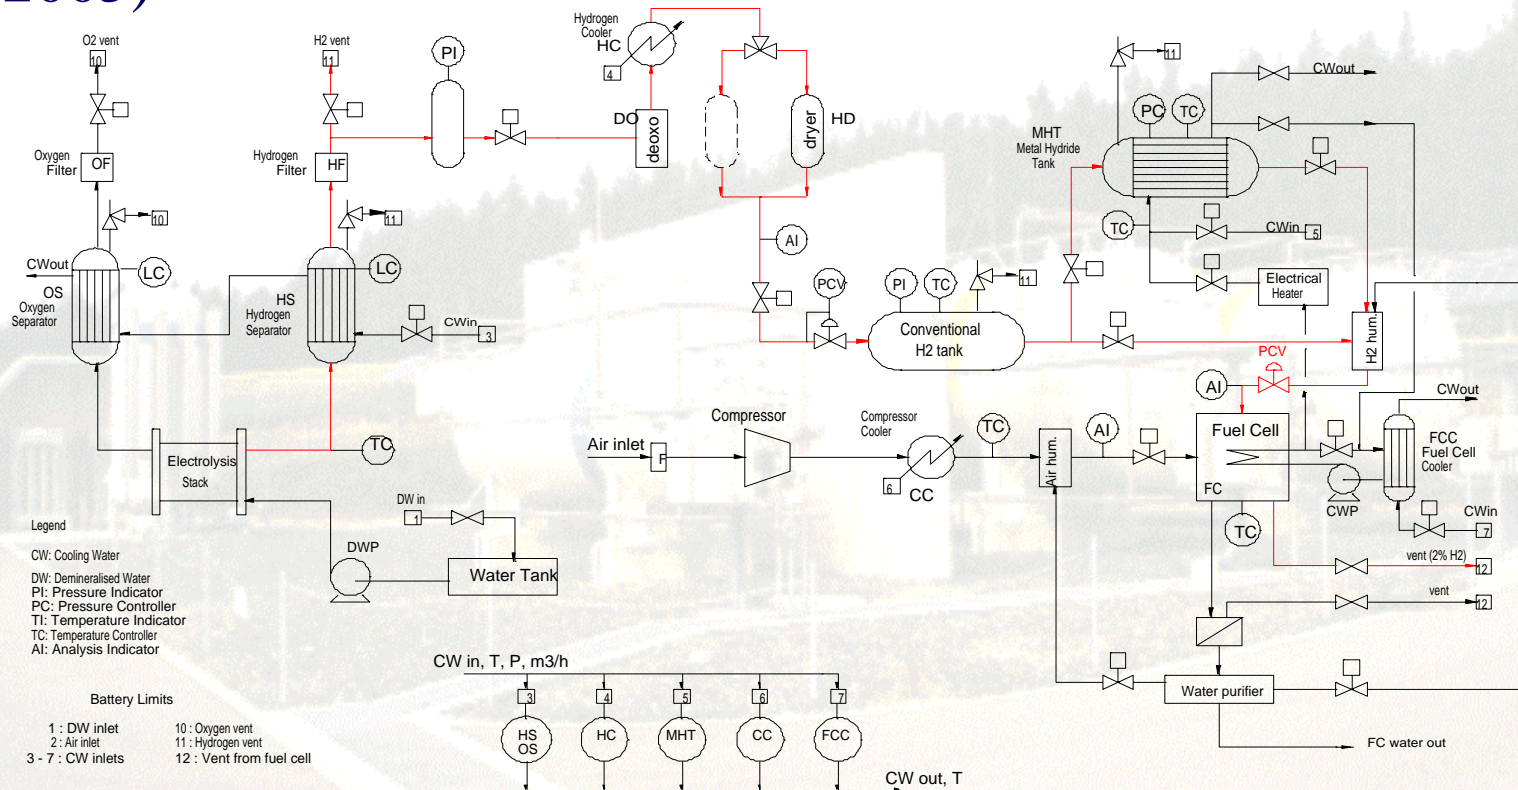 2003)
O2 vent
10
H2 vent
11
PI
Hydrogen
Cooler
HC
4
DO
deoxo
dryer
HD
Oxygen
Filter
OF
Hydrogen
Filter
HF
10
11
CWout
OS
Oxygen
Separator
LC
HS
Hydrogen
Separator
LC
CWin
3
AI
PCV
PI
TC
11
Conventional
H2 tank
11
CWout
PC
TC
MHT
Metal Hydride
Tank
TC
CWin
5
Electrical
Heater
H2 hum.
PCV
AI
CWout
Electrolysis
Stack
TC
Compressor
Air inlet
F
Compressor
Cooler
6
CC
TC
Air hum.
AI
Fuel Cell
FC
TC
CWP
FCC
Fuel Cell
Cooler
CWin
7
DW in
1
DWP
Water Tank
vent (2% H2)
12
vent
12
Water purifier
FC water out
Legend
CW: Cooling Water
DW: Demineralised Water
PI: Pressure Indicator
PC: Pressure Controller
TI: Temperature Indicator
TC: Temperature Controller
AI: Analysis Indicator
Battery Limits
1 : DW inlet
2 : Air inlet
3 - 7 : CW inlets
10 : Oxygen vent
11 : Hydrogen vent
12 : Vent from fuel cell
CW in, T, P, m3/h
3
4
5
6
7
HS
OS
HC
MHT
CC
FCC
CW out, T